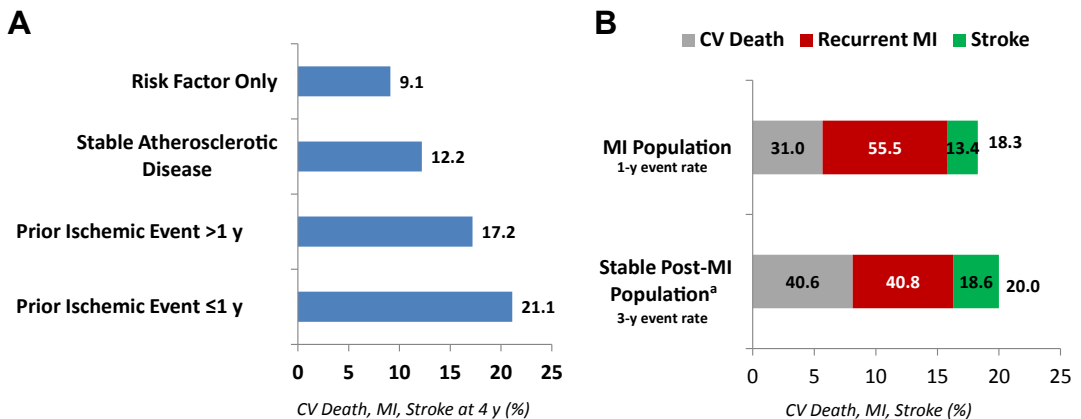 A
Risk Factor Only
9.1
Stable Atherosclerotic
Disease
12.2
Prior Ischemic Event >1 y
17.2
Prior Ischemic Event ≤1 y
21.1
0 5 10 15 20 25
CV Death, MI, Stroke at 4 y (%)
B
CV Death Recurrent MI Stroke
MI Population
1-y event rate
31.0 55.5 13.4 18.3
Stable Post-MI
Populationᵃ
3-y event rate
40.6 40.8 18.6 20.0
0 5 10 15 20 25
CV Death, MI, Stroke (%)